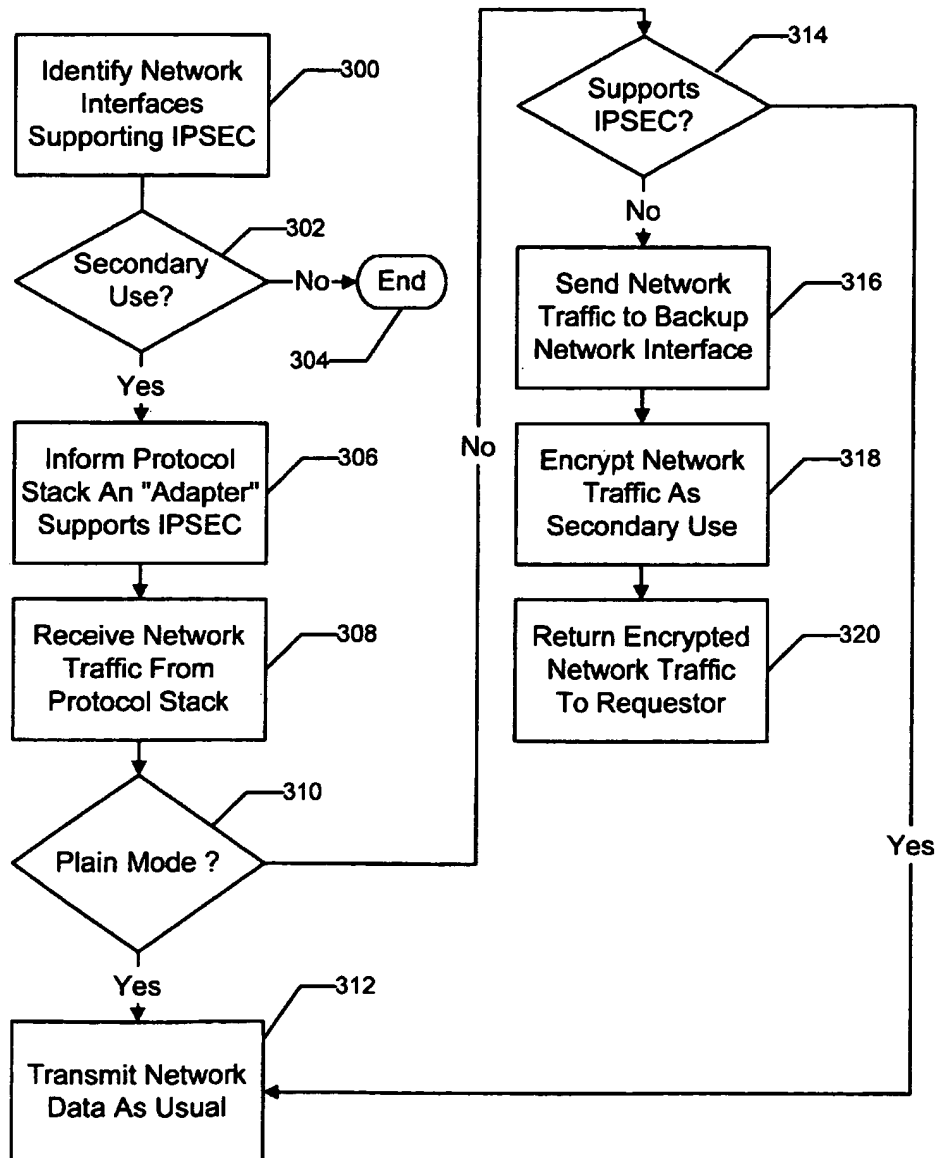 Identify Network
Interfaces
Supporting IPSEC
300
Secondary
Use?
302
No
End
304
Yes
Inform Protocol
Stack An "Adapter"
Supports IPSEC
306
Receive Network
Traffic From
Protocol Stack
308
Plain Mode ?
310
No
Yes
Transmit Network
Data As Usual
312
Supports
IPSEC?
314
No
Send Network
Traffic to Backup
Network Interface
316
Encrypt Network
Traffic As
Secondary Use
318
Return Encrypted
Network Traffic
To Requestor
320
Yes